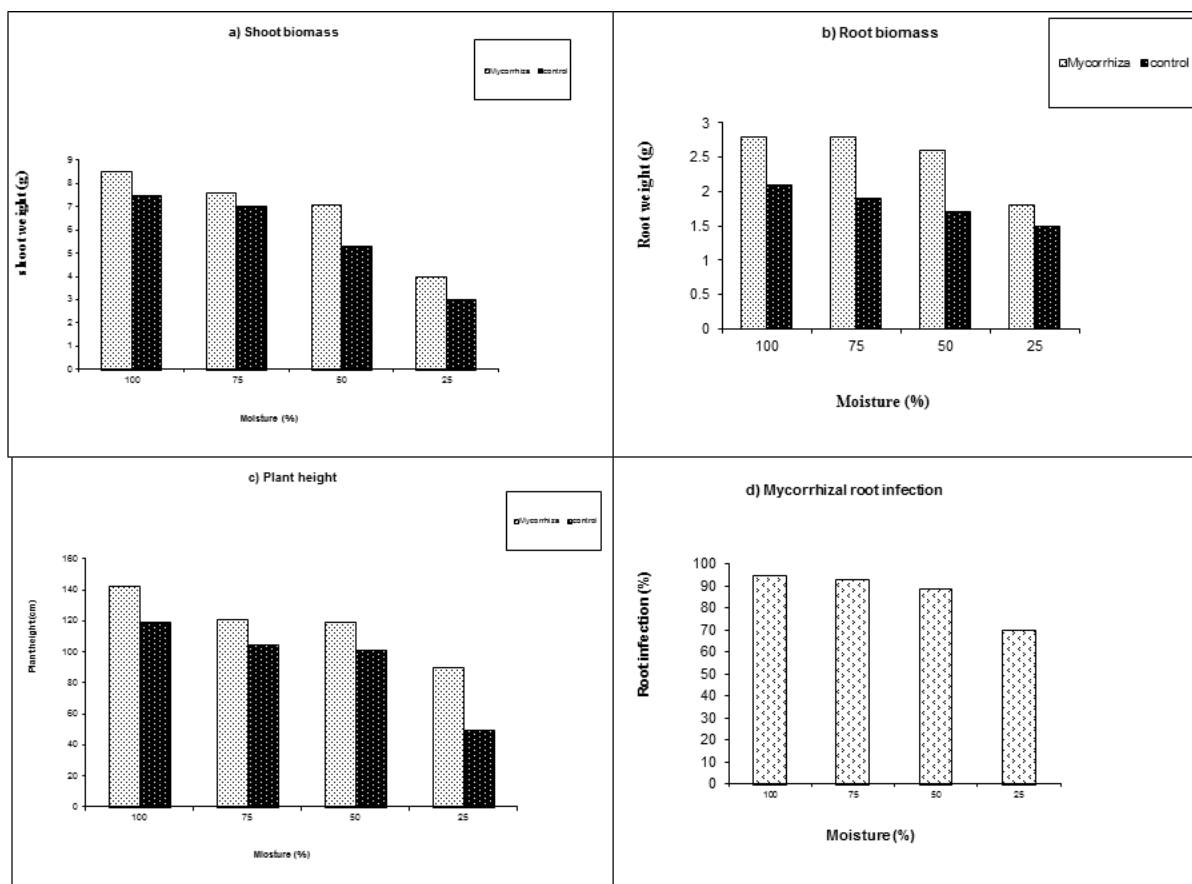 a) Shoot biomass
Mycorrhiza control
shoot weight (g)
9
8
7
6
5
4
3
2
1
0
100 75 50 25
Moisture (%)
b) Root biomass
Mycorrhiza control
Root weight (g)
3
2.5
2
1.5
1
0.5
0
100 75 50 25
Moisture (%)
c) Plant height
Mycorrhiza control
Plant height(cm)
160
140
120
100
80
60
40
20
0
100 75 50 25
Miosture (%)
d) Mycorrhizal root infection
Root infection (%)
100
90
80
70
60
50
40
30
20
10
0
100 75 50 25
Moisture (%)